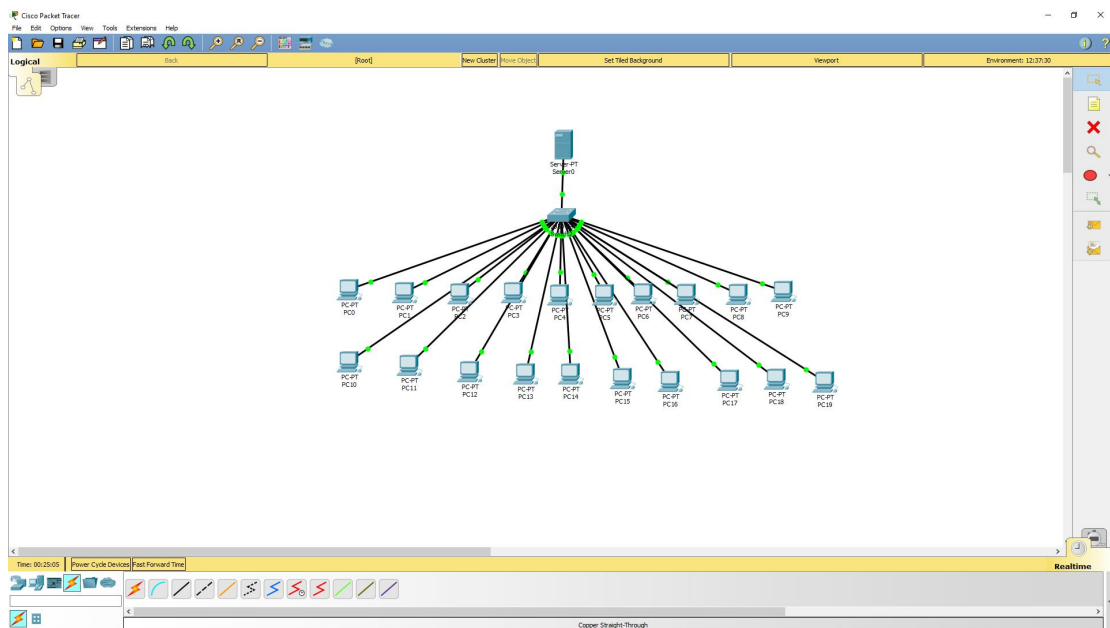 Cisco Packet Tracer
File Edit Options View Tools Extensions Help
Logical Back [Root] New Cluster Move Object Set Tiled Background Viewport Environment: 12:37:30
Server-PT
Server0
PC-PT
PC0
PC-PT
PC1
PC-PT
PC2
PC-PT
PC3
PC-PT
PC4
PC-PT
PC5
PC-PT
PC6
PC-PT
PC7
PC-PT
PC8
PC-PT
PC9
PC-PT
PC10
PC-PT
PC11
PC-PT
PC12
PC-PT
PC13
PC-PT
PC14
PC-PT
PC15
PC-PT
PC16
PC-PT
PC17
PC-PT
PC18
PC-PT
PC19
Time: 00:25:05 Power Cycle Devices Fast Forward Time Realtime
Copper Straight-Through